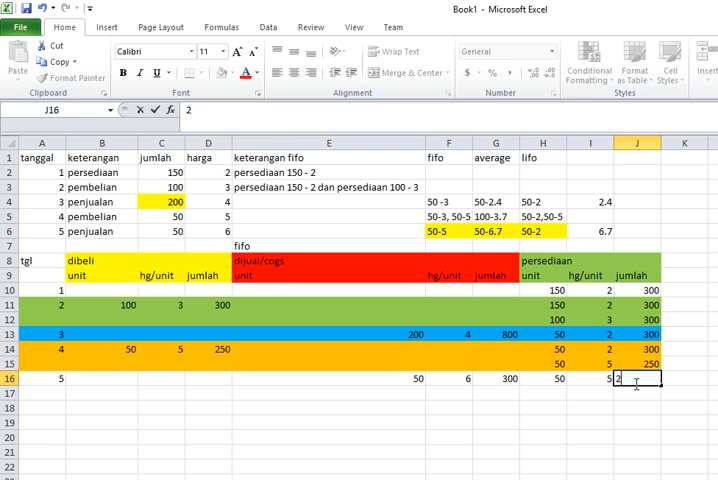 Book1 - Microsoft Excel
File Home Insert Page Layout Formulas Data Review View Team
Cut
Copy
Format Painter
Paste
Clipboard
Calibri 11 A A
B I U A
Font
Wrap Text
Merge & Center
Alignment
General
$ % , .0 .00 .00 .0
Number
Conditional Formatting
Format as Table
Cell Styles
Styles
Insert
J16 fx 2
A B C D E F G H I J K
1 tanggal keterangan jumlah harga keterangan fifo fifo average lifo
2 1 persediaan 150 2 persediaan 150 - 2
3 2 pembelian 100 3 persediaan 150 - 2 dan persediaan 100 - 3
4 3 penjualan 200 4 50 -3 50-2.4 50-2 2.4
5 4 pembelian 50 5 50-3, 50-5 100-3.7 50-2,50-5
6 5 penjualan 50 6 50-5 50-6.7 50-2 6.7
7 fifo
8 tgl dibeli dijual/cogs persediaan
9 unit hg/unit jumlah unit hg/unit jumlah unit hg/unit jumlah
10 1 150 2 300
11 2 100 3 300 150 2 300
12 100 3 300
13 3 200 4 800 50 2 300
14 4 50 5 250 50 2 300
15 50 5 250
16 5 50 6 300 50 5 2
17
18
19
20
21
22